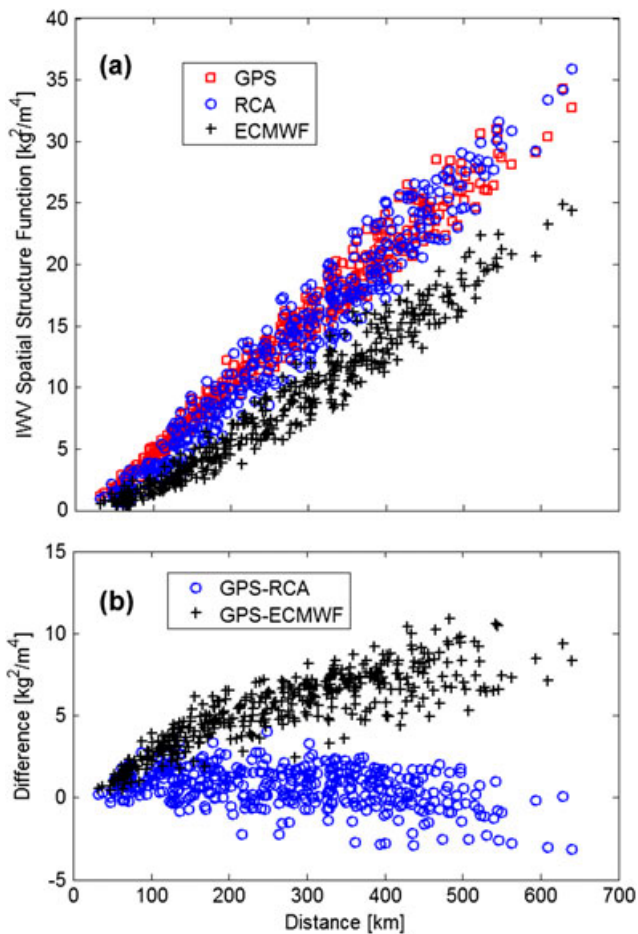 40
35
30
25
20
15
10
5
0
IWV Spatial Structure Function [kg²/m⁴]
(a)
GPS
RCA
ECMWF
15
10
5
0
-5
Difference [kg²/m⁴]
(b)
GPS-RCA
GPS-ECMWF
0 100 200 300 400 500 600 700
Distance [km]